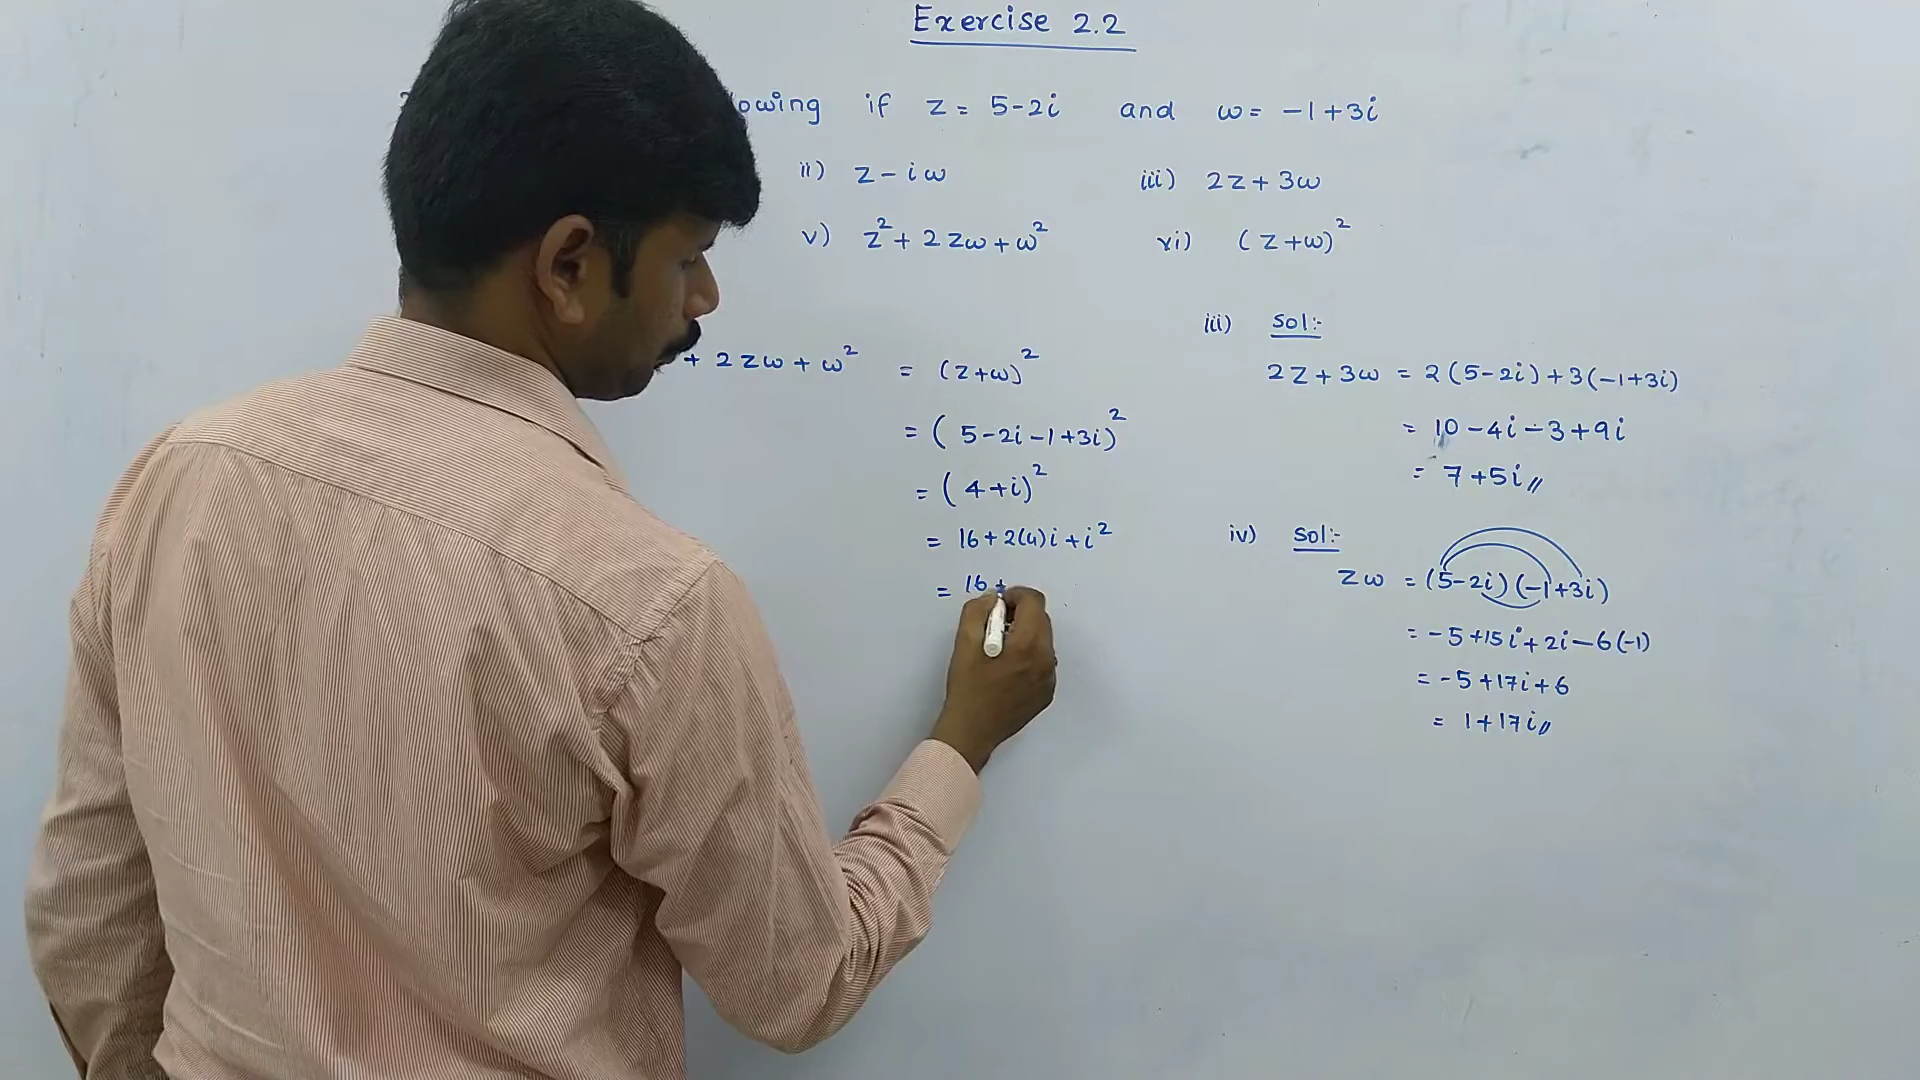 Exercise 2.2
owing if z = 5-2i and ω = -1+3i
ii) z - iω iii) 2z + 3ω
v) z² + 2zω + ω² vi) (z+ω)²
+ 2zω + ω² = (z+ω)²
= (5-2i-1+3i)²
= (4+i)²
= 16+2(4)i+i²
= 16+
iii) Sol:-
2z+3ω = 2(5-2i)+3(-1+3i)
= 10-4i-3+9i
= 7+5i//
iv) Sol:-
zω = (5-2i)(-1+3i)
= -5+15i+2i-6(-1)
= -5+17i+6
= 1+17i//